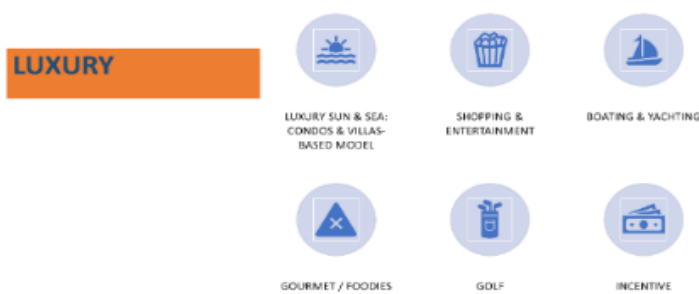 LUXURY
LUXURY SUN & SEA:
CONDOS & VILLAS-
BASED MODEL
SHOPPING &
ENTERTAINMENT
BOATING & YACHTING
GOURMET / FOODIES
GOLF
INCENTIVE